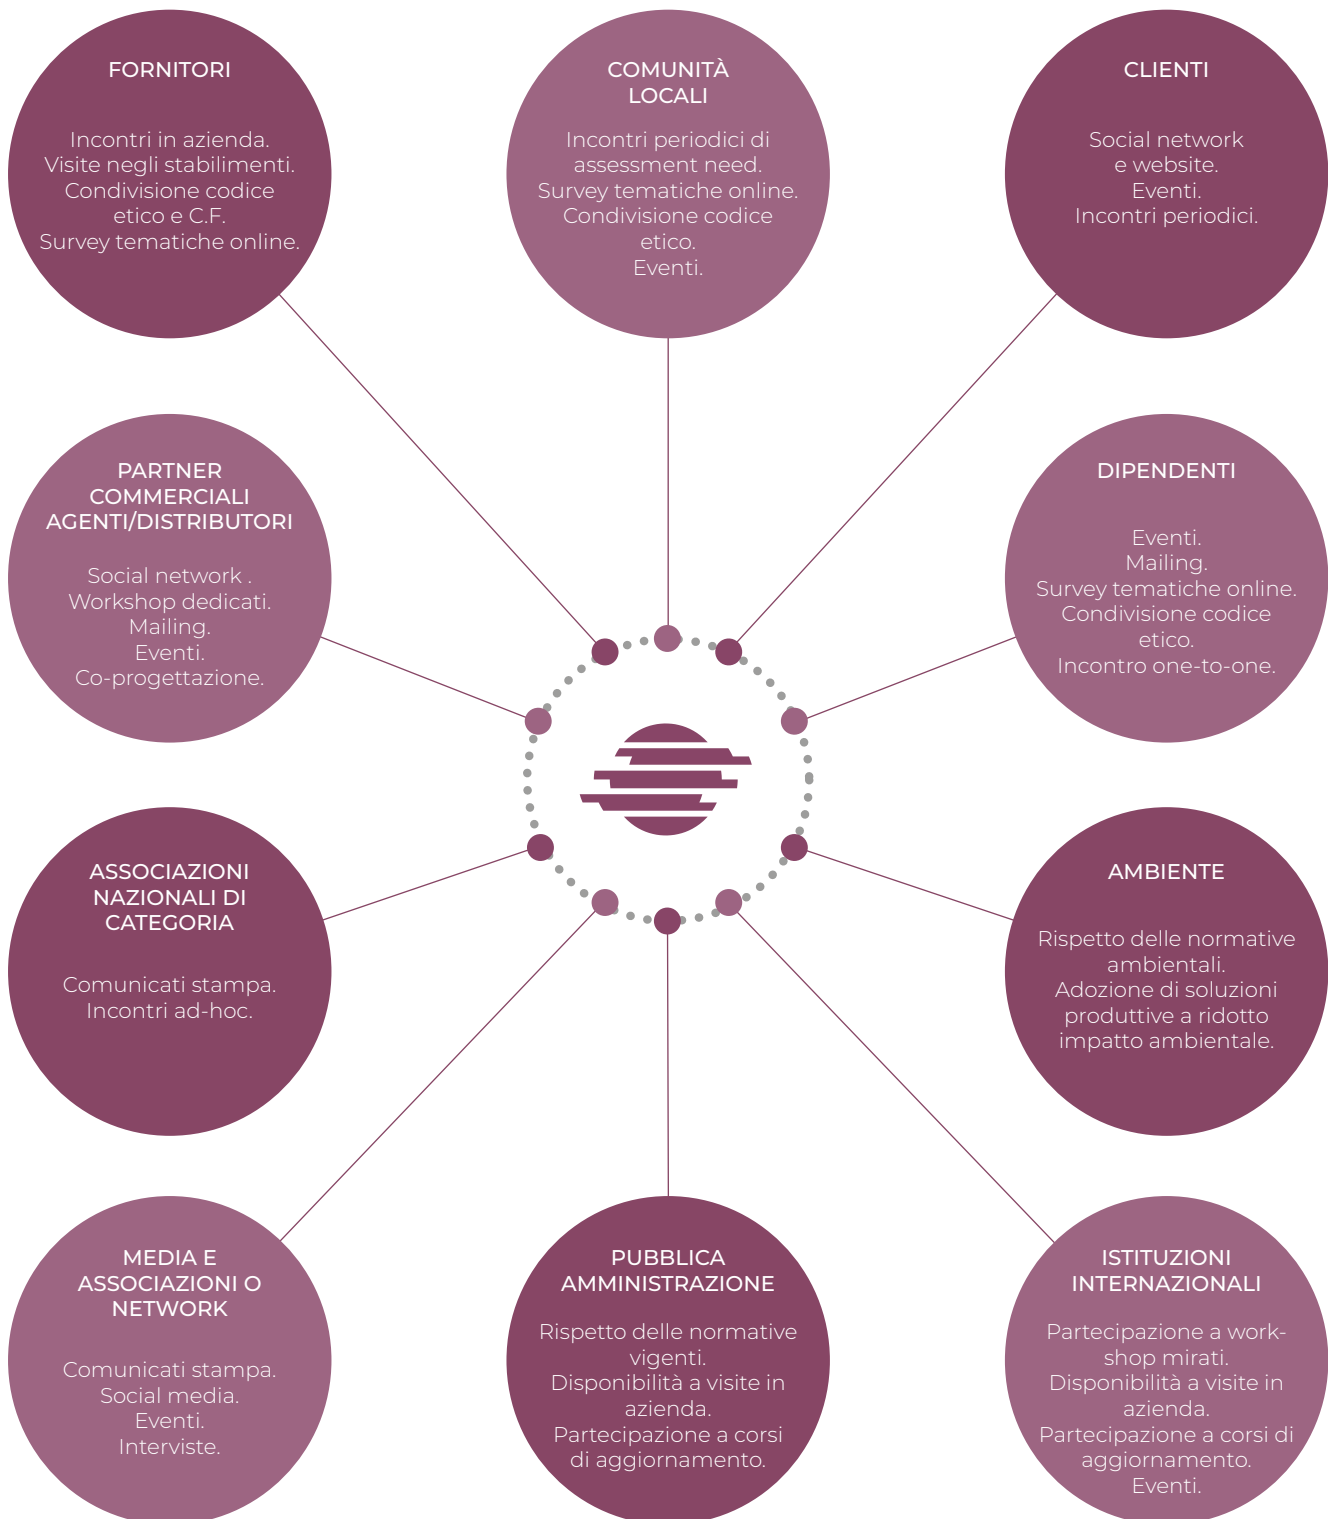 FORNITORI
Incontri in azienda.
Visite negli stabilimenti.
Condivisione codice
etico e C.F.
Survey tematiche online.
COMUNITÀ
LOCALI
Incontri periodici di
assessment need.
Survey tematiche online.
Condivisione codice
etico.
Eventi.
CLIENTI
Social network
e website.
Eventi.
Incontri periodici.
PARTNER
COMMERCIALI
AGENTI/DISTRIBUTORI
Social network .
Workshop dedicati.
Mailing.
Eventi.
Co-progettazione.
DIPENDENTI
Eventi.
Mailing.
Survey tematiche online.
Condivisione codice
etico.
Incontro one-to-one.
ASSOCIAZIONI
NAZIONALI DI
CATEGORIA
Comunicati stampa.
Incontri ad-hoc.
AMBIENTE
Rispetto delle normative
ambientali.
Adozione di soluzioni
produttive a ridotto
impatto ambientale.
MEDIA E
ASSOCIAZIONI O
NETWORK
Comunicati stampa.
Social media.
Eventi.
Interviste.
PUBBLICA
AMMINISTRAZIONE
Rispetto delle normative
vigenti.
Disponibilità a visite in
azienda.
Partecipazione a corsi
di aggiornamento.
ISTITUZIONI
INTERNAZIONALI
Partecipazione a work-
shop mirati.
Disponibilità a visite in
azienda.
Partecipazione a corsi di
aggiornamento.
Eventi.